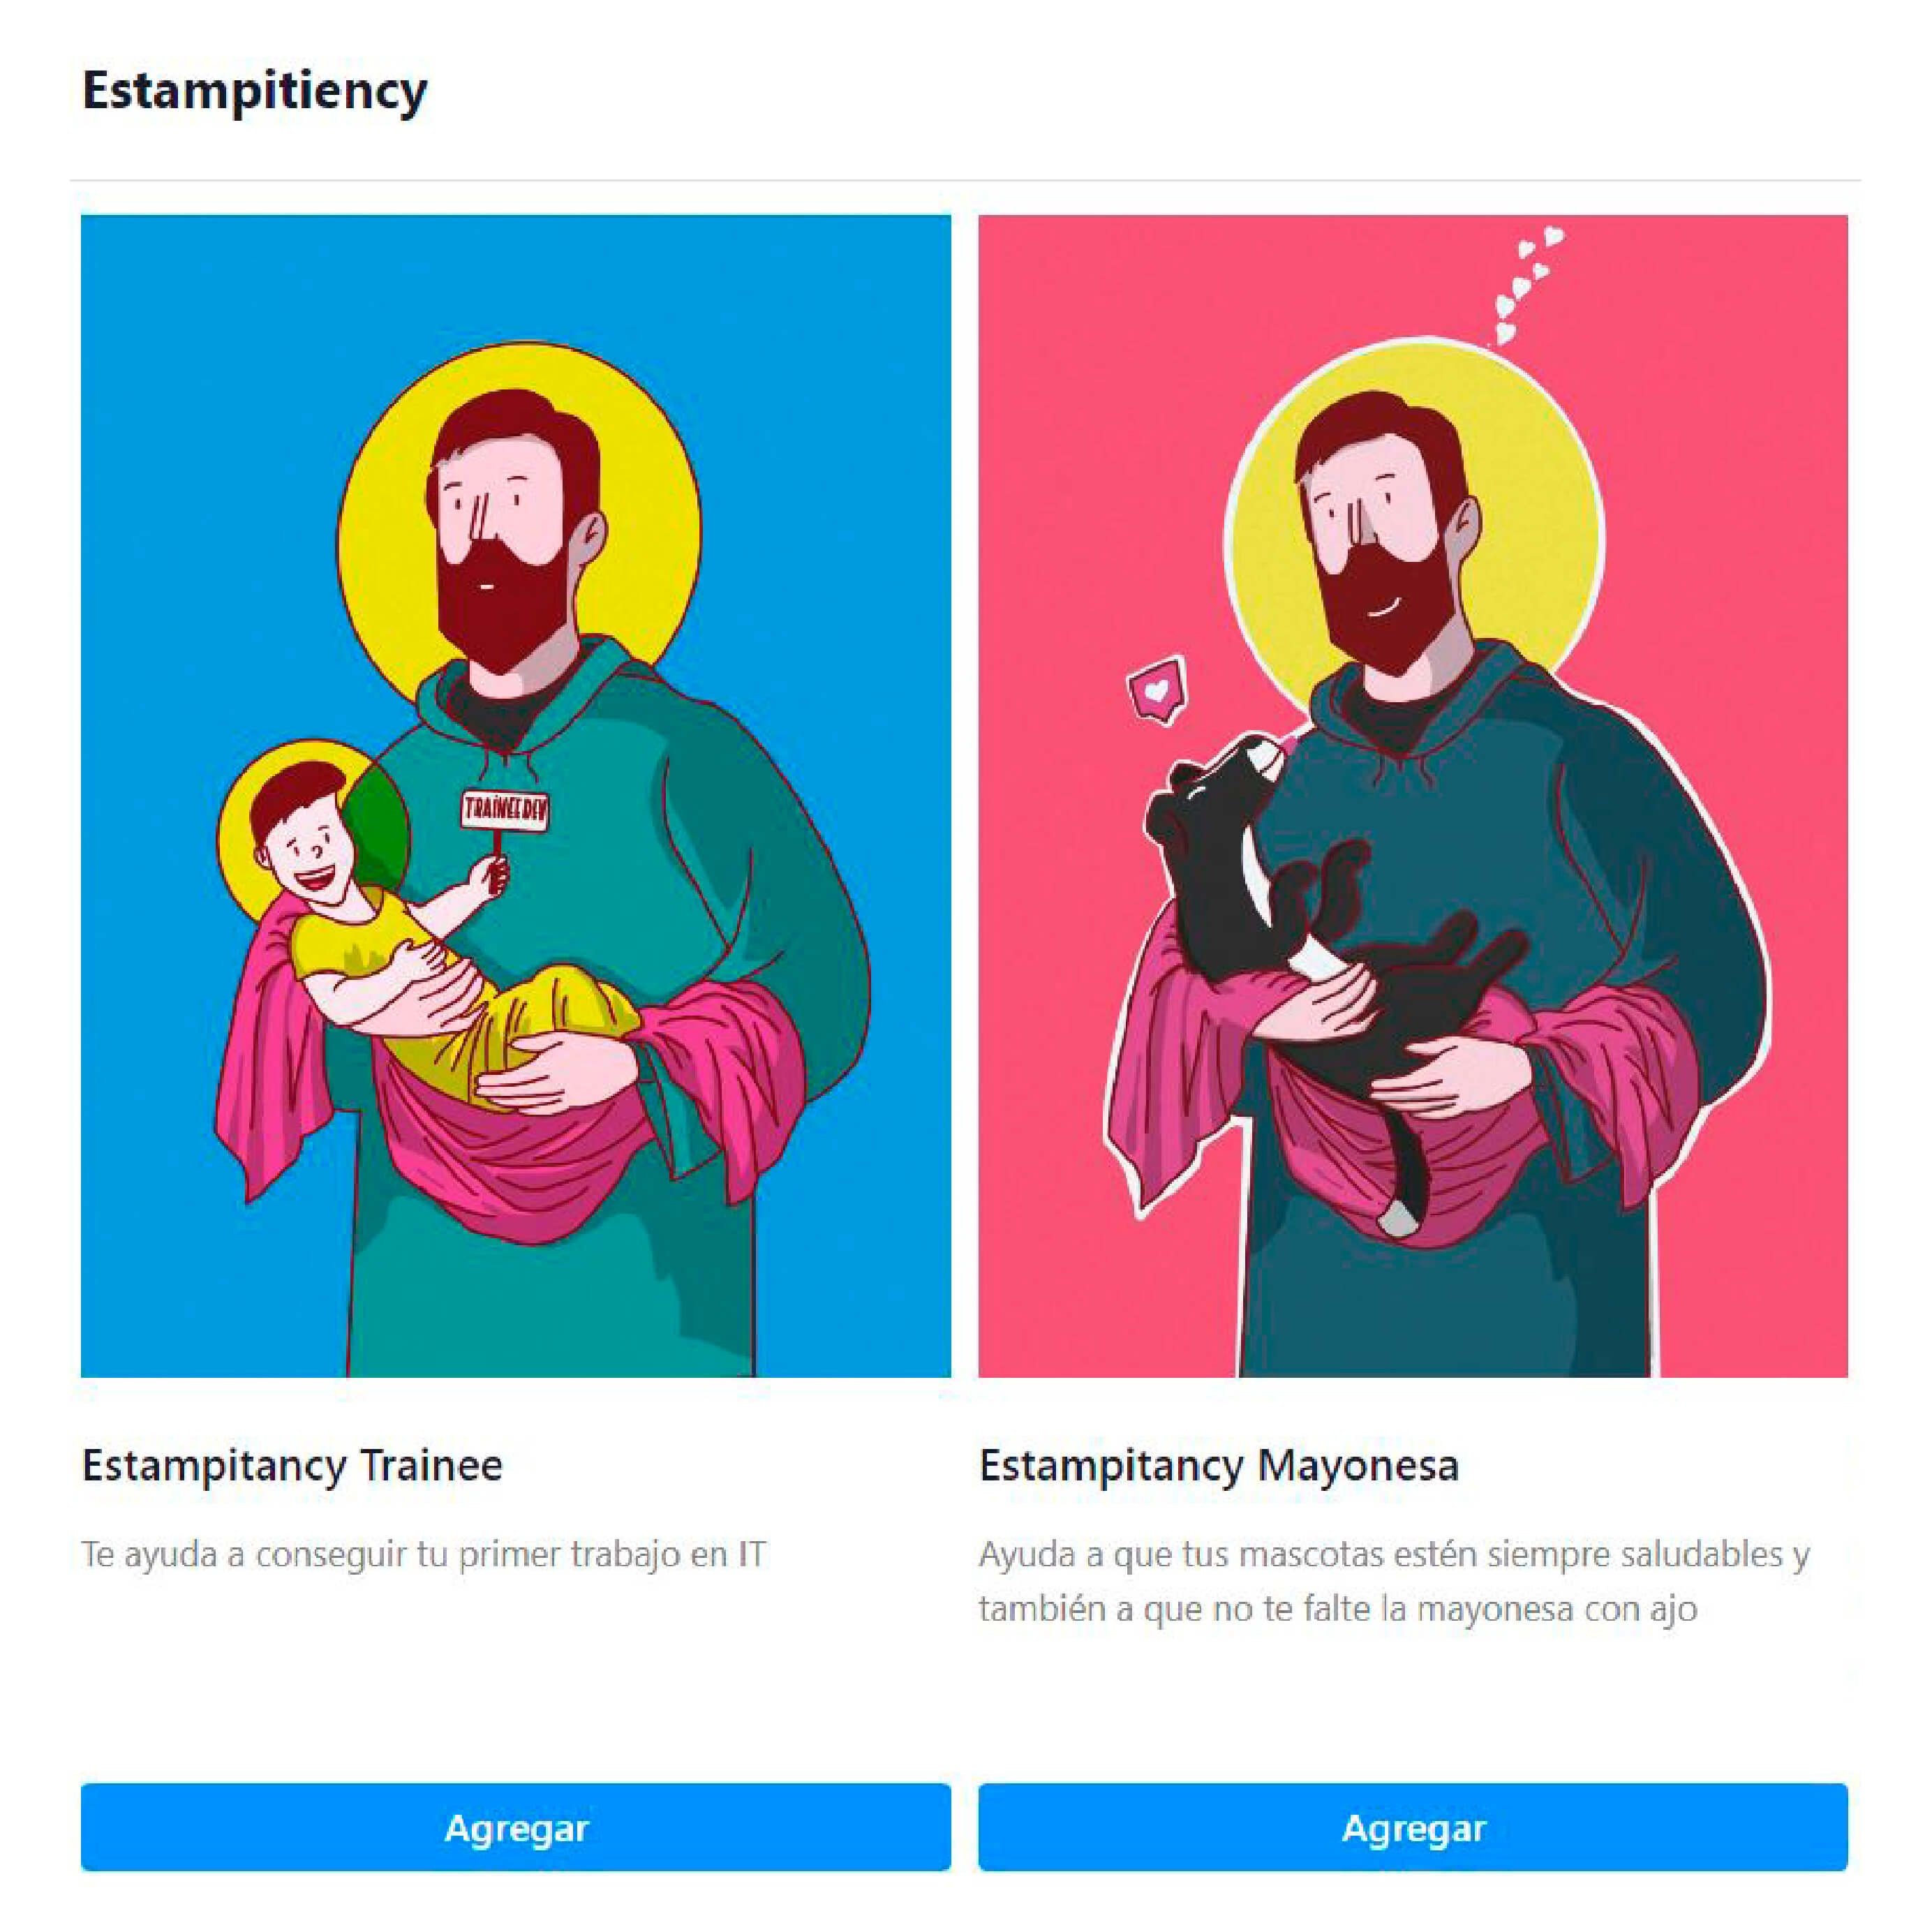 Estampitiency
TRAINEE DEV
Estampitancy Trainee
Te ayuda a conseguir tu primer trabajo en IT
Agregar
Estampitancy Mayonesa
Ayuda a que tus mascotas estén siempre saludables y
también a que no te falte la mayonesa con ajo
Agregar